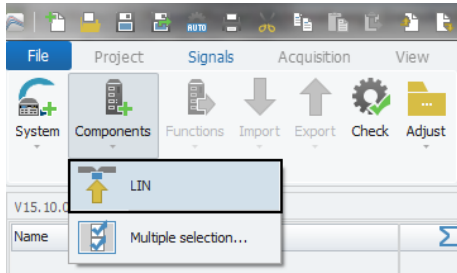 AUTO
File Project Signals Acquisition View
System Components Functions Import Export Check Adjust
LIN
V15.10.0
Multiple selection...
Name Σ